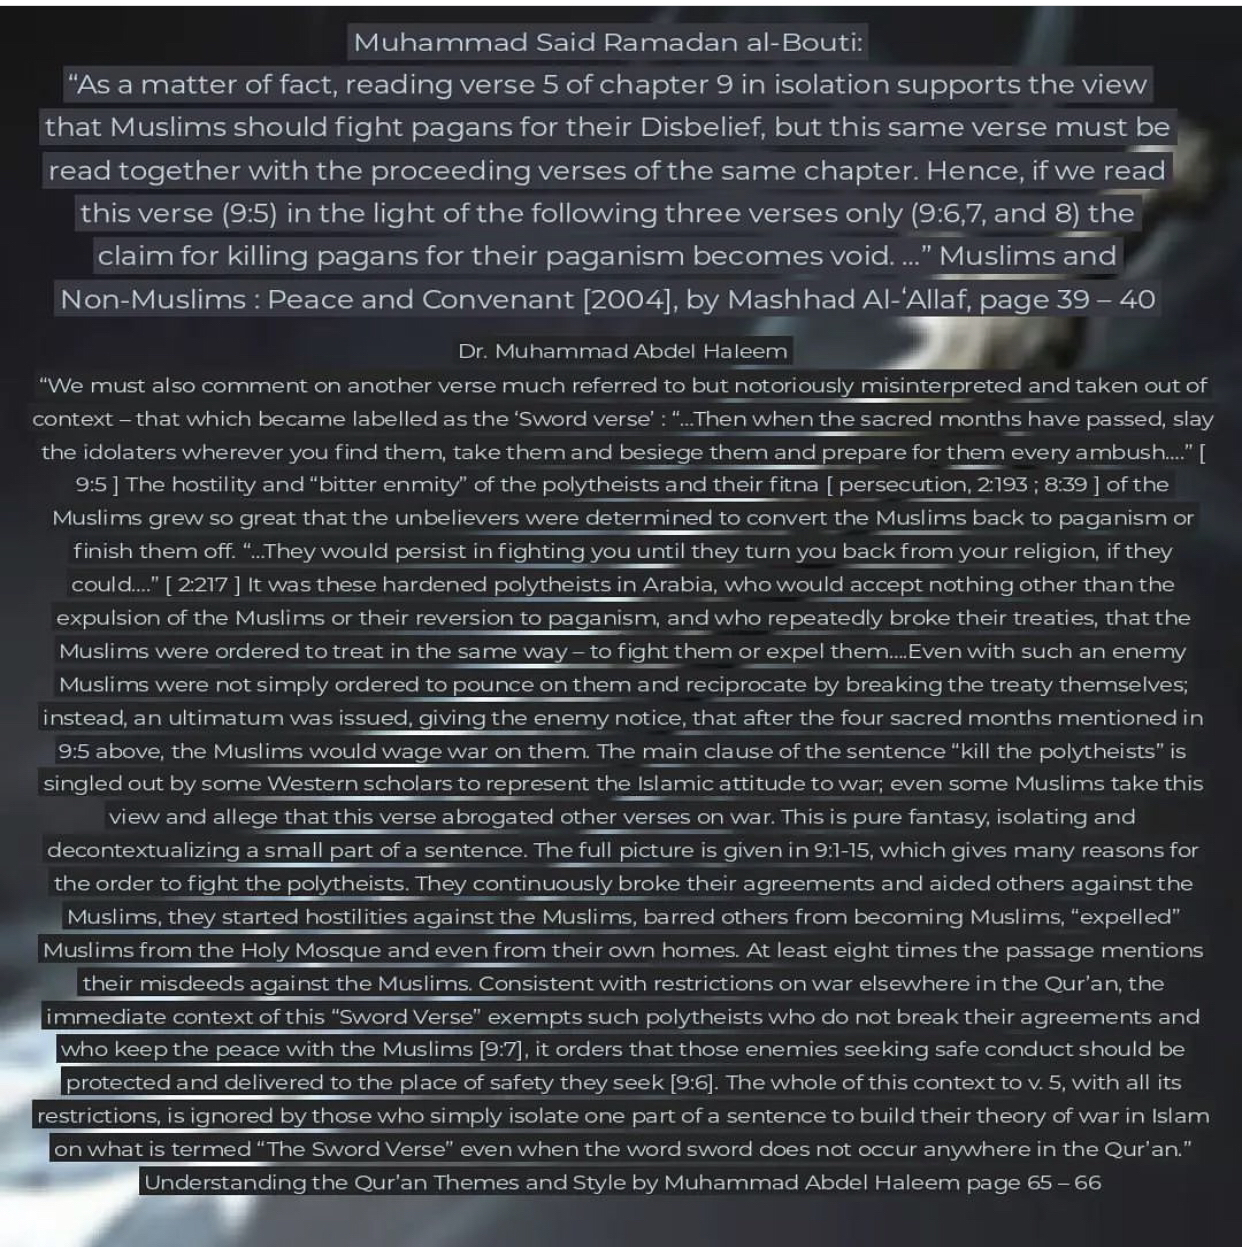 Muhammad Said Ramadan al-Bouti:
“As a matter of fact, reading verse 5 of chapter 9 in isolation supports the view
that Muslims should fight pagans for their Disbelief, but this same verse must be
read together with the proceeding verses of the same chapter. Hence, if we read
this verse (9:5) in the light of the following three verses only (9:6,7, and 8) the
claim for killing pagans for their paganism becomes void. ...” Muslims and
Non-Muslims : Peace and Convenant [2004], by Mashhad Al-‘Allaf, page 39 – 40
Dr. Muhammad Abdel Haleem
“We must also comment on another verse much referred to but notoriously misinterpreted and taken out of
context – that which became labelled as the ‘Sword verse’ : “...Then when the sacred months have passed, slay
the idolaters wherever you find them, take them and besiege them and prepare for them every ambush....” [
9:5 ] The hostility and “bitter enmity” of the polytheists and their fitna [ persecution, 2:193 ; 8:39 ] of the
Muslims grew so great that the unbelievers were determined to convert the Muslims back to paganism or
finish them off. “...They would persist in fighting you until they turn you back from your religion, if they
could....” [ 2:217 ] It was these hardened polytheists in Arabia, who would accept nothing other than the
expulsion of the Muslims or their reversion to paganism, and who repeatedly broke their treaties, that the
Muslims were ordered to treat in the same way – to fight them or expel them....Even with such an enemy
Muslims were not simply ordered to pounce on them and reciprocate by breaking the treaty themselves;
instead, an ultimatum was issued, giving the enemy notice, that after the four sacred months mentioned in
9:5 above, the Muslims would wage war on them. The main clause of the sentence “kill the polytheists” is
singled out by some Western scholars to represent the Islamic attitude to war; even some Muslims take this
view and allege that this verse abrogated other verses on war. This is pure fantasy, isolating and
decontextualizing a small part of a sentence. The full picture is given in 9:1-15, which gives many reasons for
the order to fight the polytheists. They continuously broke their agreements and aided others against the
Muslims, they started hostilities against the Muslims, barred others from becoming Muslims, “expelled”
Muslims from the Holy Mosque and even from their own homes. At least eight times the passage mentions
their misdeeds against the Muslims. Consistent with restrictions on war elsewhere in the Qur’an, the
immediate context of this “Sword Verse” exempts such polytheists who do not break their agreements and
who keep the peace with the Muslims [9:7], it orders that those enemies seeking safe conduct should be
protected and delivered to the place of safety they seek [9:6]. The whole of this context to v. 5, with all its
restrictions, is ignored by those who simply isolate one part of a sentence to build their theory of war in Islam
on what is termed “The Sword Verse” even when the word sword does not occur anywhere in the Qur’an.”
Understanding the Qur’an Themes and Style by Muhammad Abdel Haleem page 65 – 66